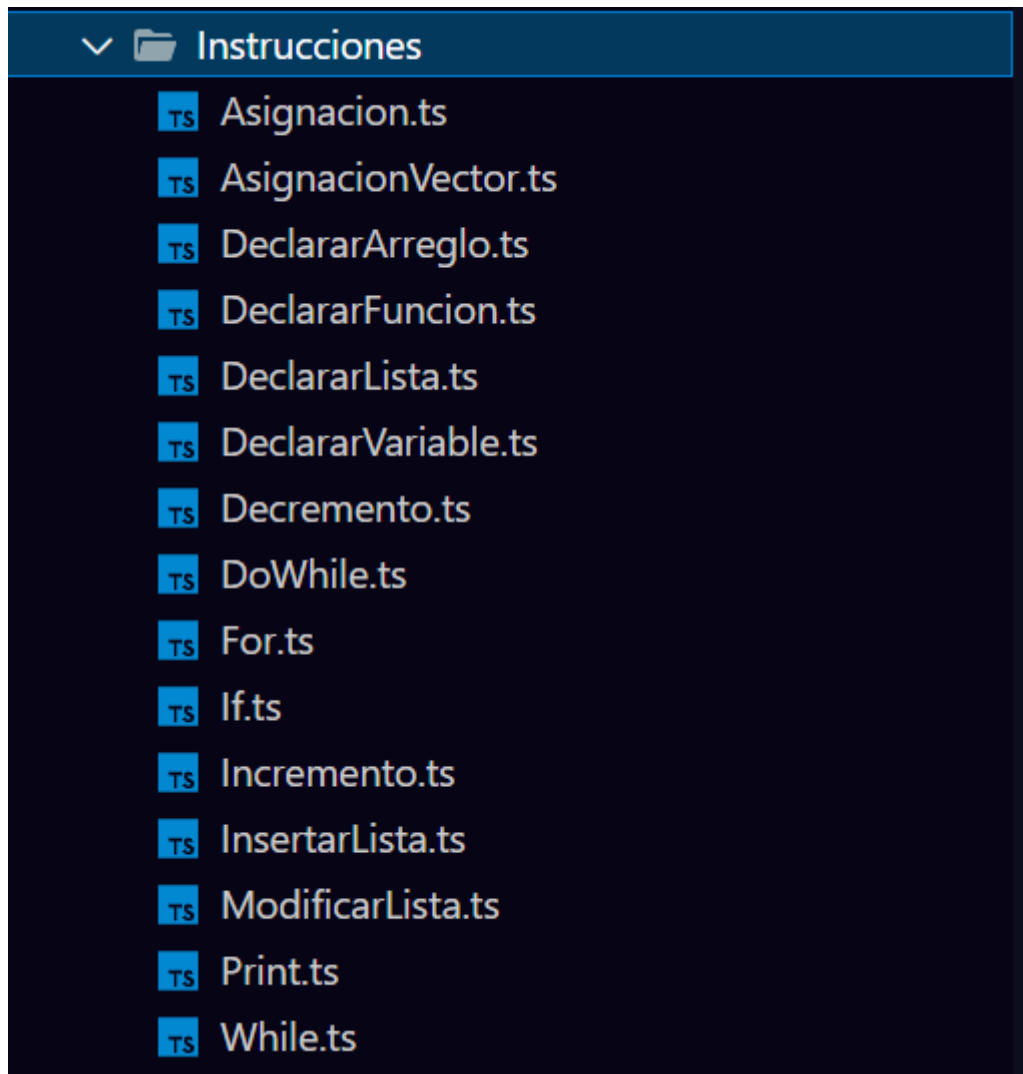 Instrucciones
TS Asignacion.ts
TS AsignacionVector.ts
TS DeclararArreglo.ts
TS DeclararFuncion.ts
TS DeclararLista.ts
TS DeclararVariable.ts
TS Decremento.ts
TS DoWhile.ts
TS For.ts
TS If.ts
TS Incremento.ts
TS InsertarLista.ts
TS ModificarLista.ts
TS Print.ts
TS While.ts